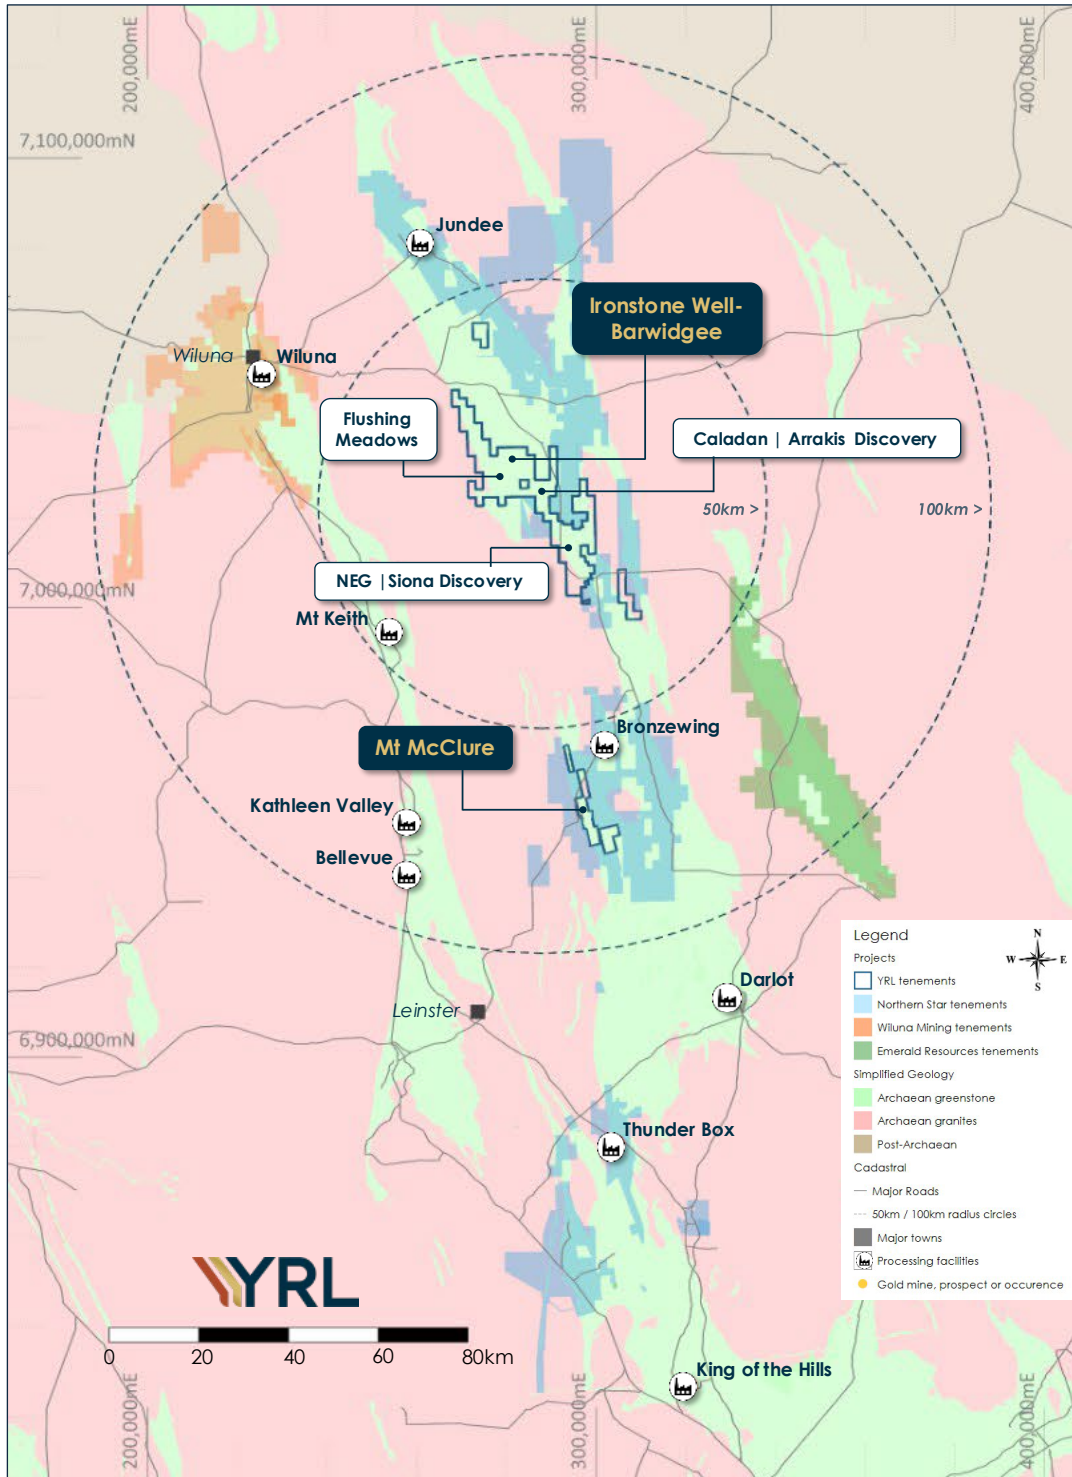 200,000mE
300,000mE
400,000mE
7,100,000mN
Jundee
Ironstone Well-
Barwidgee
Wiluna
Wiluna
Flushing
Meadows
Caladan | Arrakis Discovery
50km >
100km >
NEG | Siona Discovery
7,000,000mN
Mt Keith
Bronzewing
Mt McClure
Kathleen Valley
Bellevue
Darlot
Leinster
6,900,000mN
Thunder Box
King of the Hills
Legend
N
W
E
S
Projects
YRL tenements
Northern Star tenements
Wiluna Mining tenements
Emerald Resources tenements
Simplified Geology
Archaean greenstone
Archaean granites
Post-Archaean
Cadastral
Major Roads
50km / 100km radius circles
Major towns
Processing facilities
Gold mine, prospect or occurence
YRL
0 20 40 60 80km
200,000mE
300,000mE
400,000mE